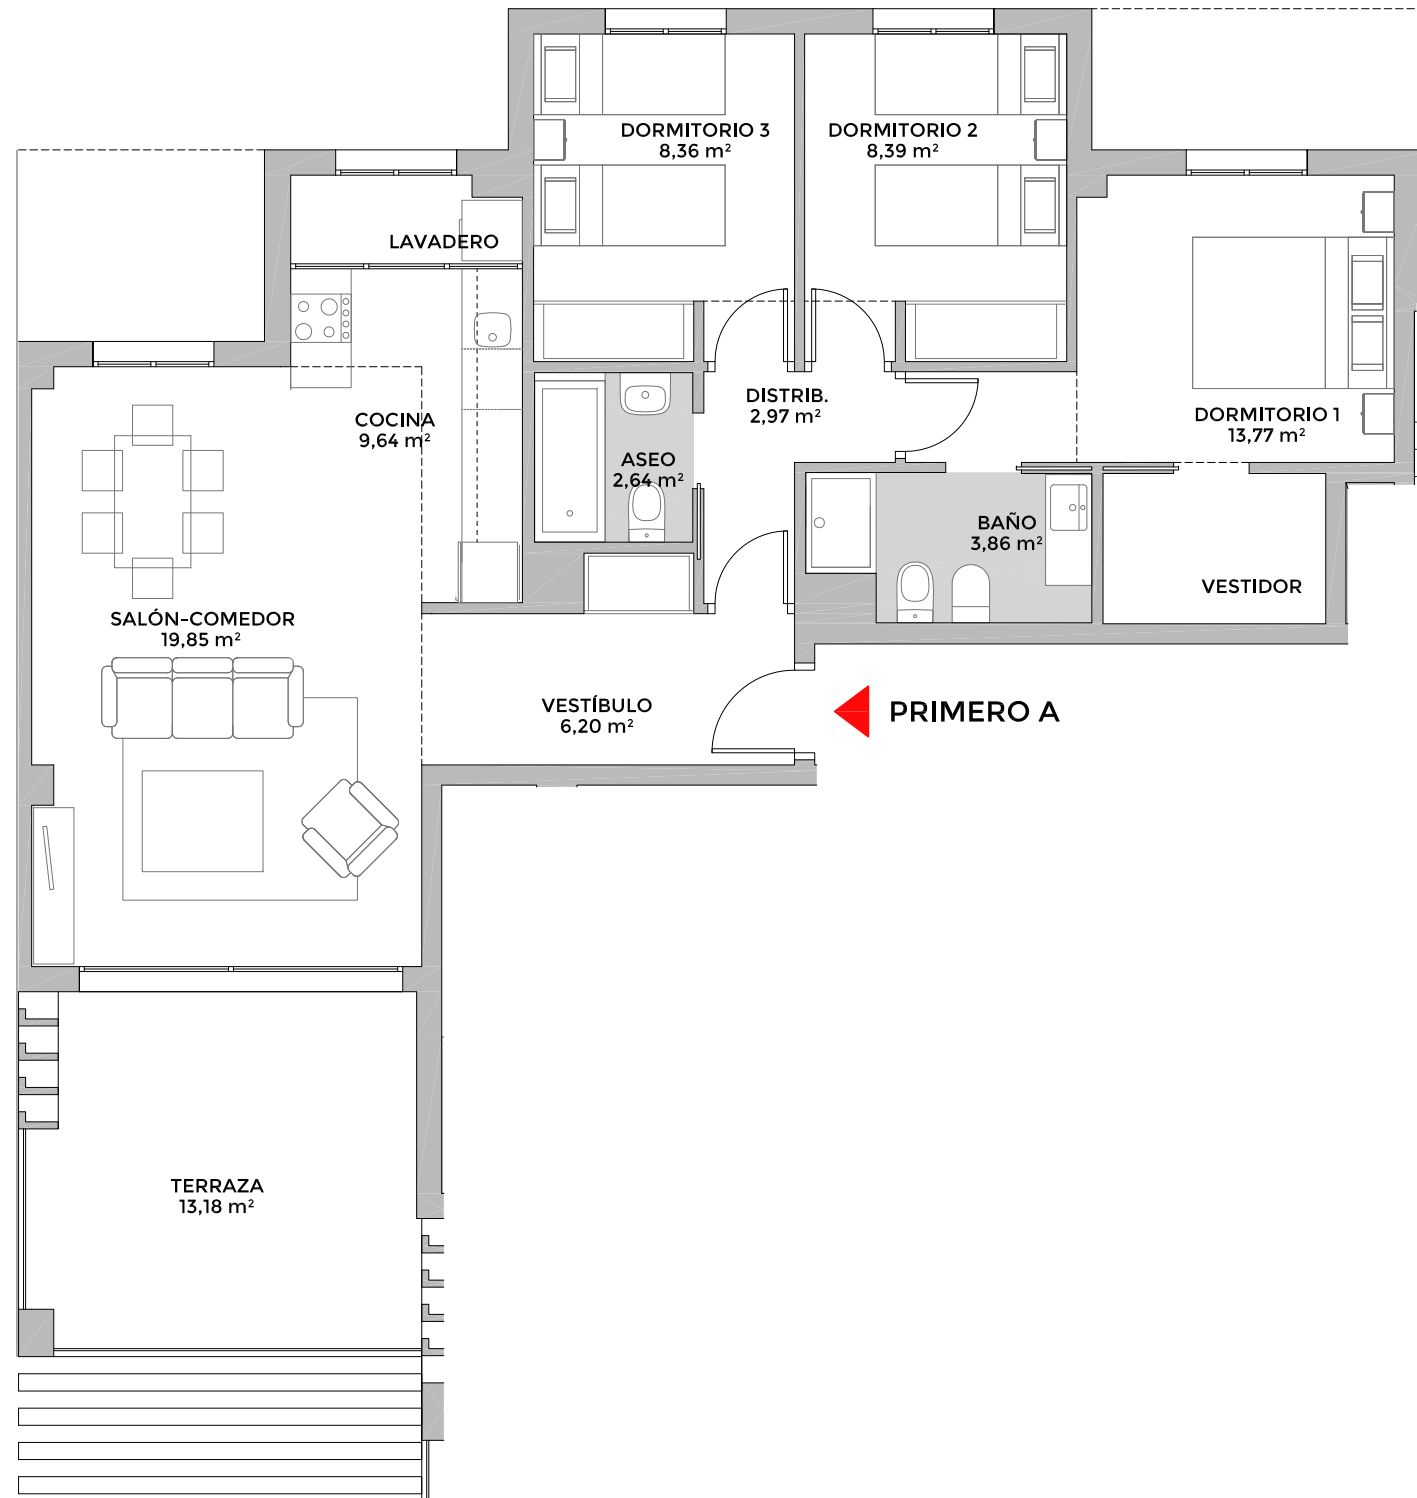 DORMITORIO 3
8,36 m²
DORMITORIO 2
8,39 m²
LAVADERO
DISTRIB.
2,97 m²
COCINA
9,64 m²
DORMITORIO 1
13,77 m²
ASEO
2,64 m²
BAÑO
3,86 m²
VESTIDOR
SALÓN-COMEDOR
19,85 m²
VESTÍBULO
6,20 m²
PRIMERO A
TERRAZA
13,18 m²